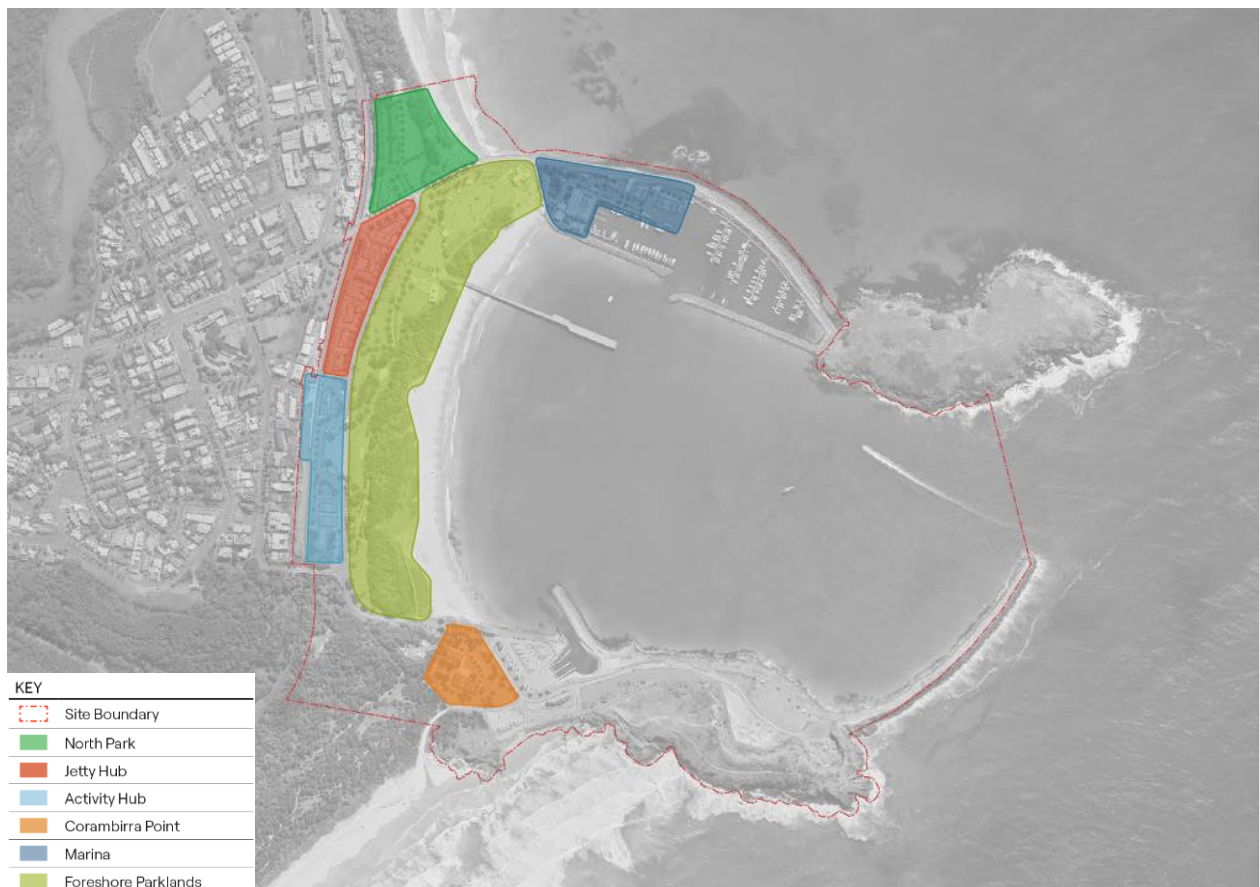 KEY
Site Boundary
North Park
Jetty Hub
Activity Hub
Corambirra Point
Marina
Foreshore Parklands